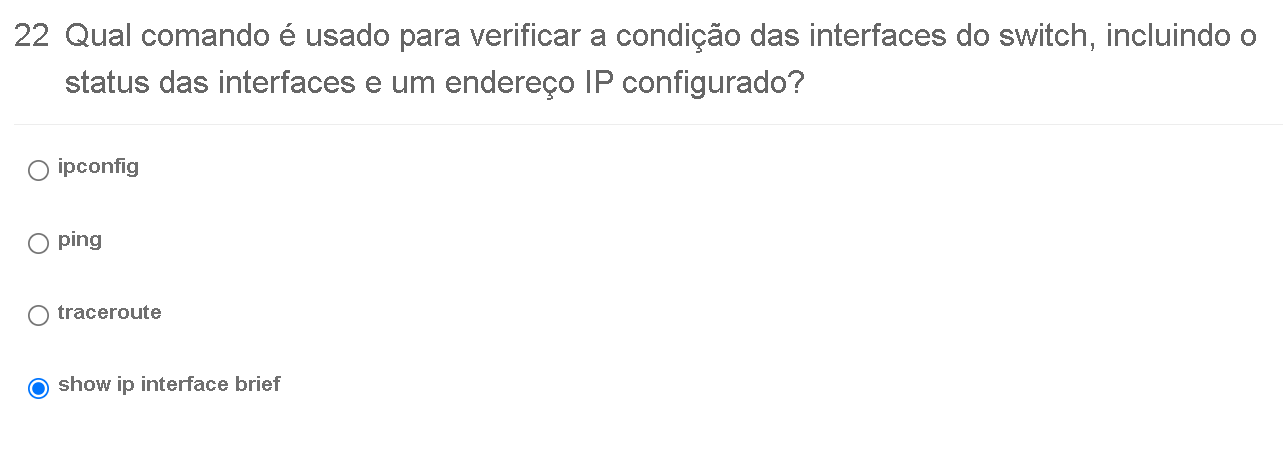 22 Qual comando é usado para verificar a condição das interfaces do switch, incluindo o
status das interfaces e um endereço IP configurado?
ipconfig
ping
traceroute
show ip interface brief